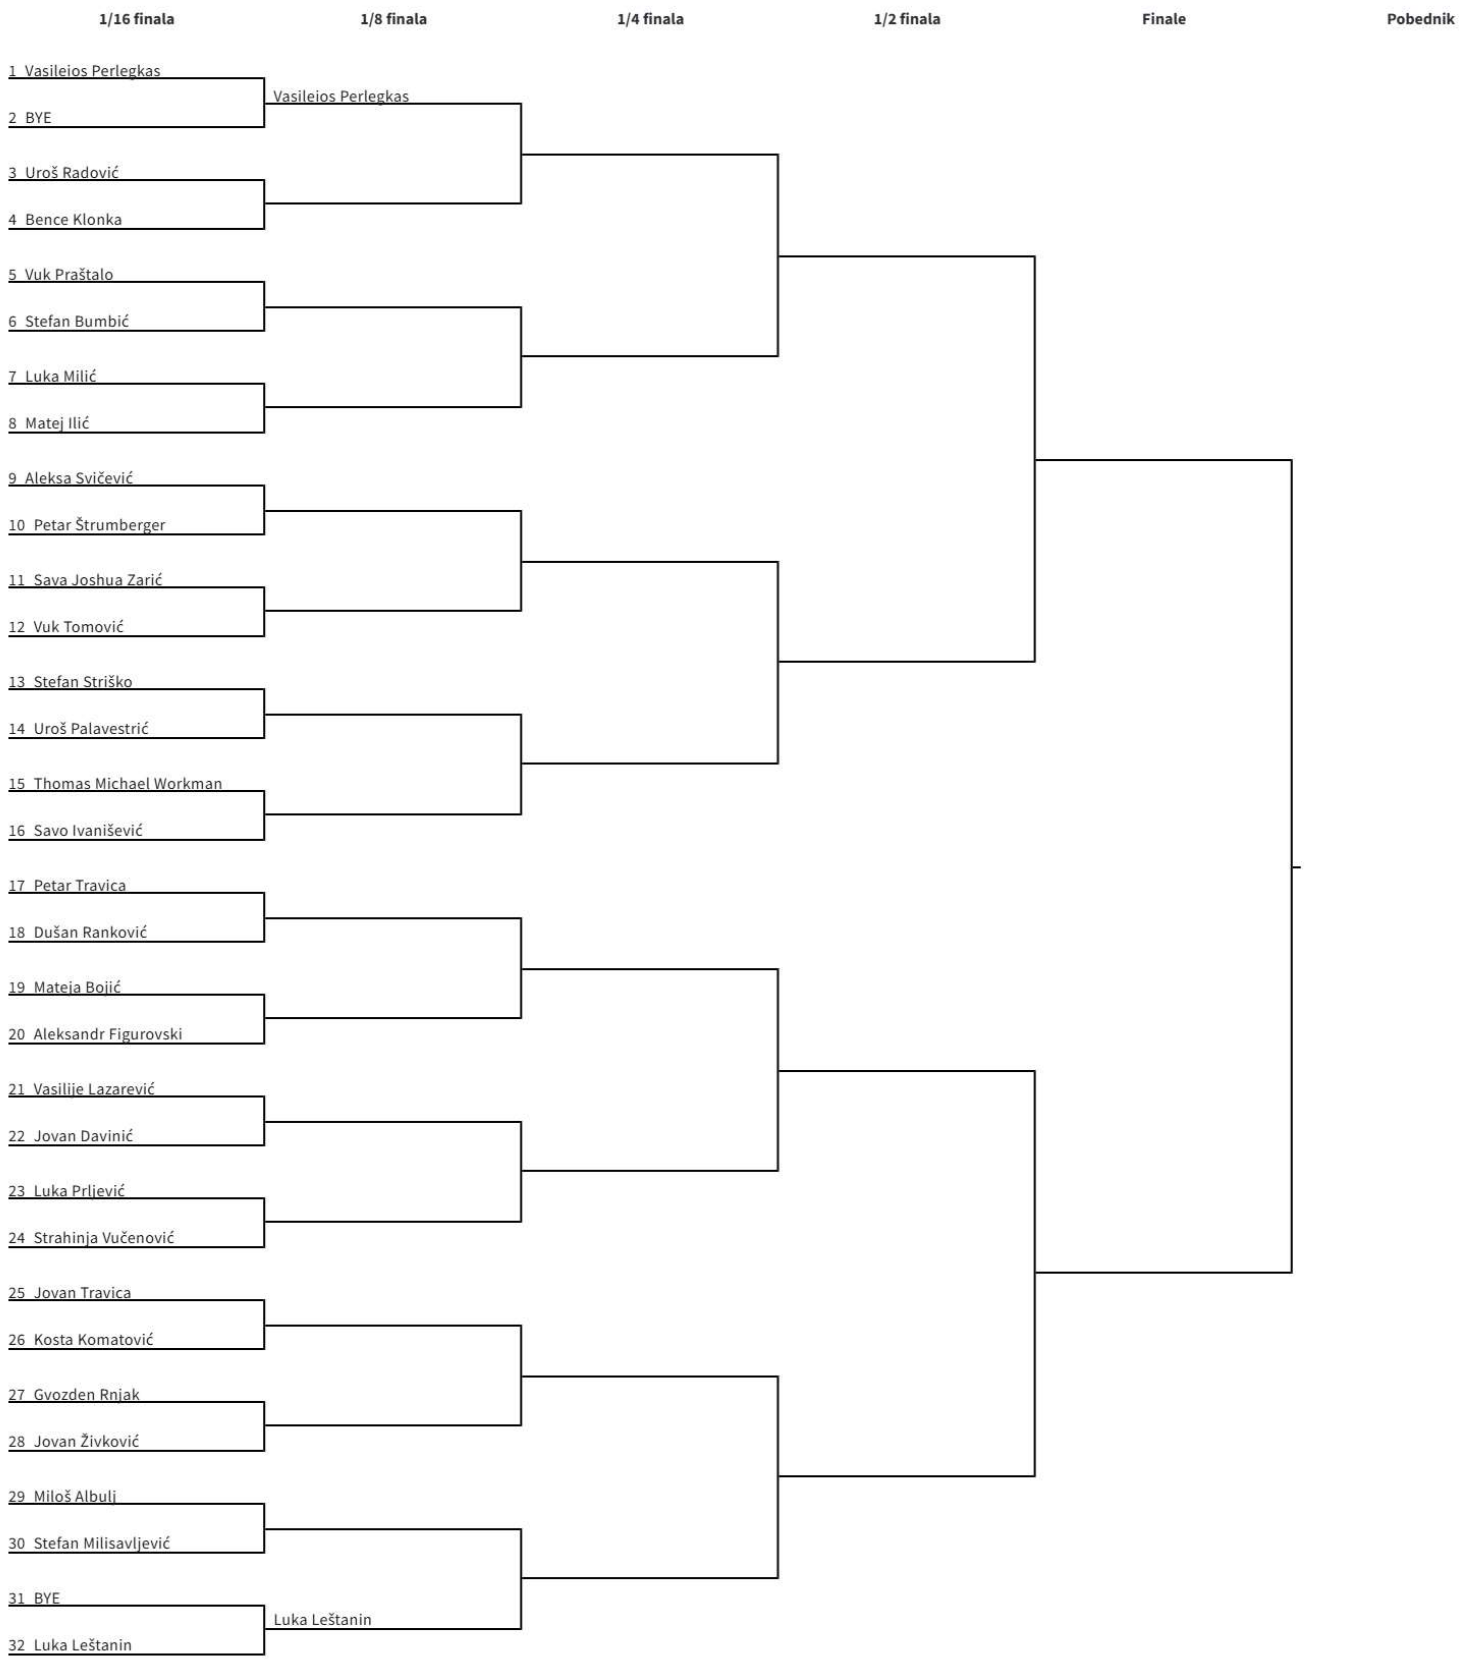 1/16 finala 1/8 finala 1/4 finala 1/2 finala Finale Pobednik
1 Vasileios Perlegkas
Vasileios Perlegkas
2 BYE
3 Uroš Radović
4 Bence Klonka
5 Vuk Praštalo
6 Stefan Bumbić
7 Luka Milić
8 Matej Ilić
9 Aleksa Svičević
10 Petar Štrumberger
11 Sava Joshua Zarić
12 Vuk Tomović
13 Stefan Striško
14 Uroš Palavestrić
15 Thomas Michael Workman
16 Savo Ivanišević
17 Petar Travica
18 Dušan Ranković
19 Mateja Bojić
20 Aleksandr Figurovski
21 Vasilije Lazarević
22 Jovan Davinić
23 Luka Prljević
24 Strahinja Vučenović
25 Jovan Travica
26 Kosta Komatović
27 Gvozden Rnjak
28 Jovan Živković
29 Miloš Albulj
30 Stefan Milisavljević
31 BYE
Luka Leštanin
32 Luka Leštanin